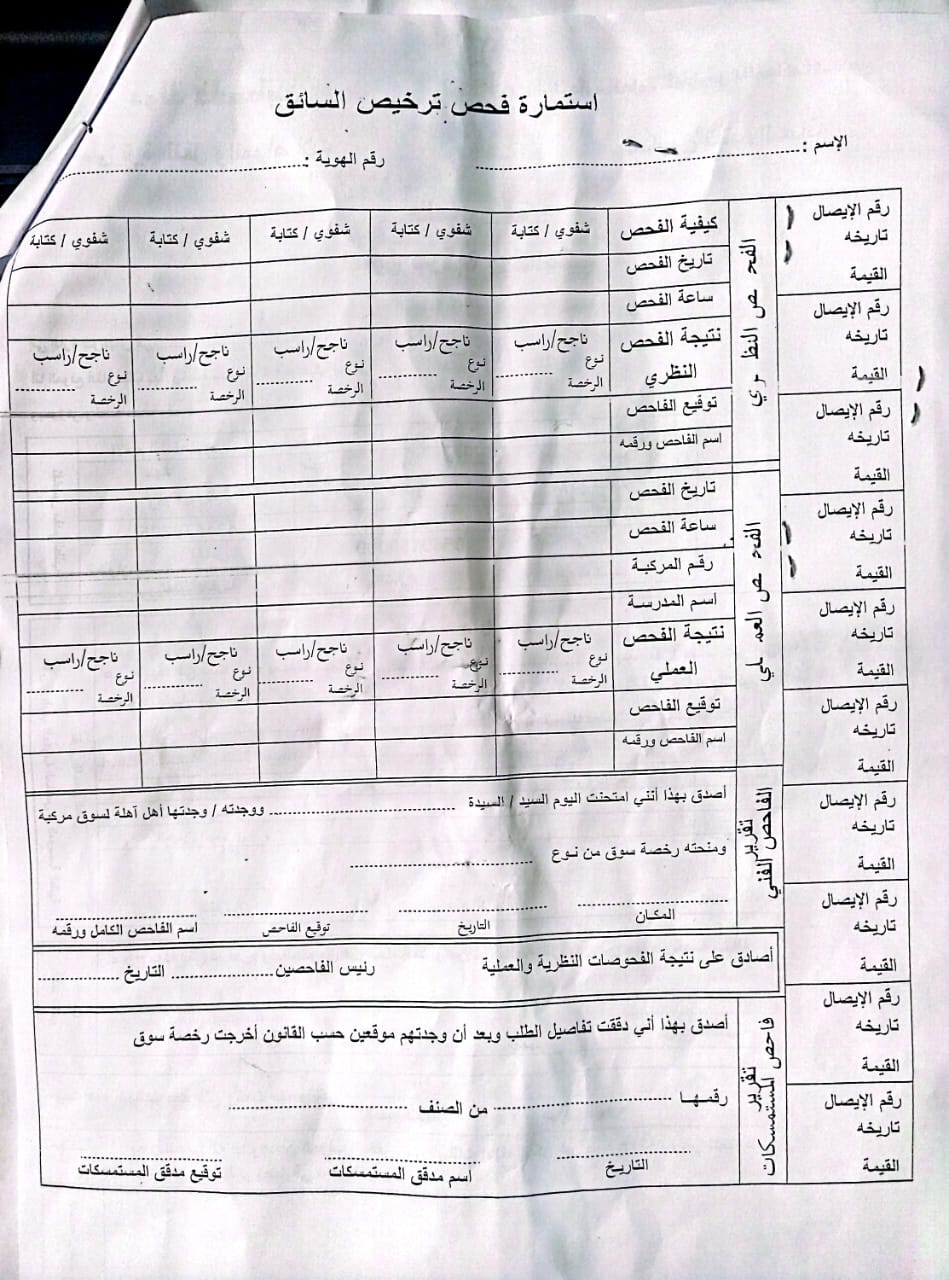 استمارة فحص ترخيص السائق
الإسم :
رقم الهوية :
رقم الإيصال
تاريخه
القيمة
رقم الإيصال
تاريخه
القيمة
رقم الإيصال
تاريخه
القيمة
رقم الإيصال
تاريخه
القيمة
رقم الإيصال
تاريخه
القيمة
رقم الإيصال
تاريخه
القيمة
رقم الإيصال
تاريخه
القيمة
رقم الإيصال
تاريخه
القيمة
رقم الإيصال
تاريخه
القيمة
رقم الإيصال
تاريخه
القيمة
الفحص النظري
كيفية الفحص شفوي / كتابة شفوي / كتابة شفوي / كتابة شفوي / كتابة شفوي / كتابة
تاريخ الفحص
ساعة الفحص
نتيجة الفحص ناجح/راسب ناجح/راسب ناجح/راسب ناجح/راسب ناجح/راسب
النظري نوع نوع نوع نوع نوع
الرخصة الرخصة الرخصة الرخصة الرخصة
توقيع الفاحص
اسم الفاحص ورقمه
الفحص العملي
تاريخ الفحص
ساعة الفحص
رقم المركبة
اسم المدرسة
نتيجة الفحص ناجح/راسب ناجح/راسب ناجح/راسب ناجح/راسب ناجح/راسب
العملي نوع نوع نوع نوع نوع
الرخصة الرخصة الرخصة الرخصة الرخصة
توقيع الفاحص
اسم الفاحص ورقمه
تقرير الفاحص الفني
أصدق بهذا أنني امتحنت اليوم السيد / السيدة ووجدته / وجدتها أهل آهلة لسوق مركبة
ومنحته رخصة سوق من نوع
المكان التاريخ توقيع الفاحص اسم الفاحص الكامل ورقمه
أصادق على نتيجة الفحوصات النظرية والعملية رئيس الفاحصين التاريخ
تقرير فاحص المستمسكات
أصدق بهذا أني دققت تفاصيل الطلب وبعد أن وجدتهم موقعين حسب القانون أخرجت رخصة سوق
رقمها من الصنف
التاريخ اسم مدقق المستمسكات توقيع مدقق المستمسكات